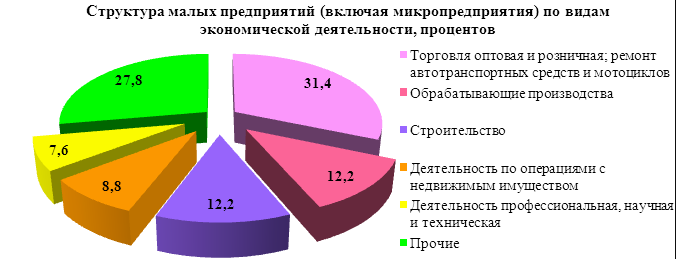 Структура малых предприятий (включая микропредприятия) по видам
экономической деятельности, процентов
27,8
31,4
7,6
8,8
12,2
12,2
Торговля оптовая и розничная; ремонт
автотранспортных средств и мотоциклов
Обрабатывающие производства
Строительство
Деятельность по операциями с
недвижимым имуществом
Деятельность профессиональная, научная
и техническая
Прочие